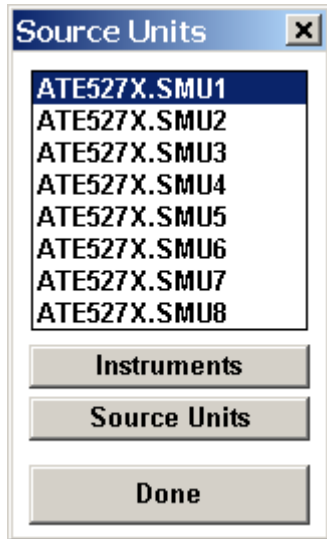 Source Units
ATE527X.SMU1
ATE527X.SMU2
ATE527X.SMU3
ATE527X.SMU4
ATE527X.SMU5
ATE527X.SMU6
ATE527X.SMU7
ATE527X.SMU8
Instruments
Source Units
Done